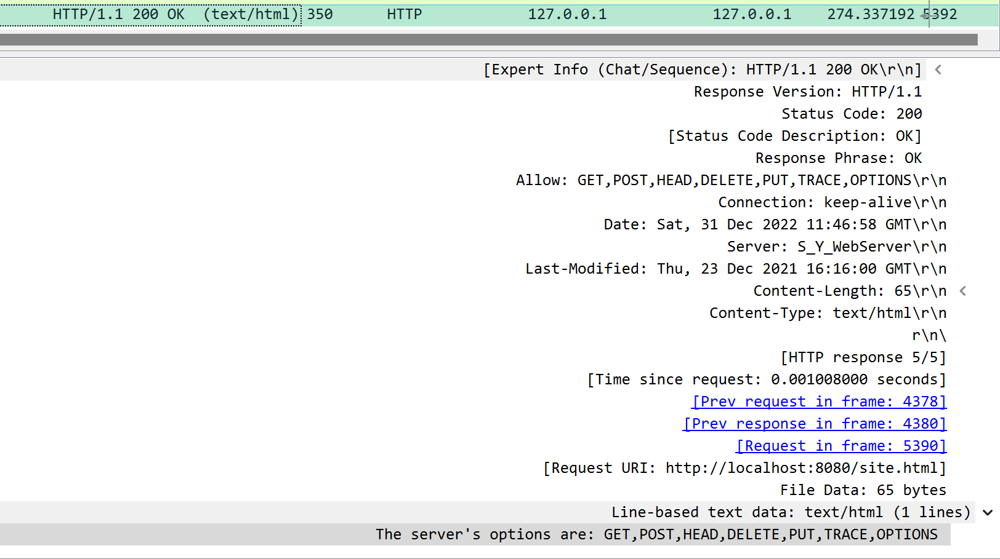 HTTP/1.1 200 OK (text/html) 350 HTTP 127.0.0.1 127.0.0.1 274.337192 5392
[Expert Info (Chat/Sequence): HTTP/1.1 200 OK\r\n]
Response Version: HTTP/1.1
Status Code: 200
[Status Code Description: OK]
Response Phrase: OK
Allow: GET,POST,HEAD,DELETE,PUT,TRACE,OPTIONS\r\n
Connection: keep-alive\r\n
Date: Sat, 31 Dec 2022 11:46:58 GMT\r\n
Server: S_Y_WebServer\r\n
Last-Modified: Thu, 23 Dec 2021 16:16:00 GMT\r\n
Content-Length: 65\r\n
Content-Type: text/html\r\n
r\n\
[HTTP response 5/5]
[Time since request: 0.001008000 seconds]
[Prev request in frame: 4378]
[Prev response in frame: 4380]
[Request in frame: 5390]
[Request URI: http://localhost:8080/site.html]
File Data: 65 bytes
Line-based text data: text/html (1 lines)
The server's options are: GET,POST,HEAD,DELETE,PUT,TRACE,OPTIONS